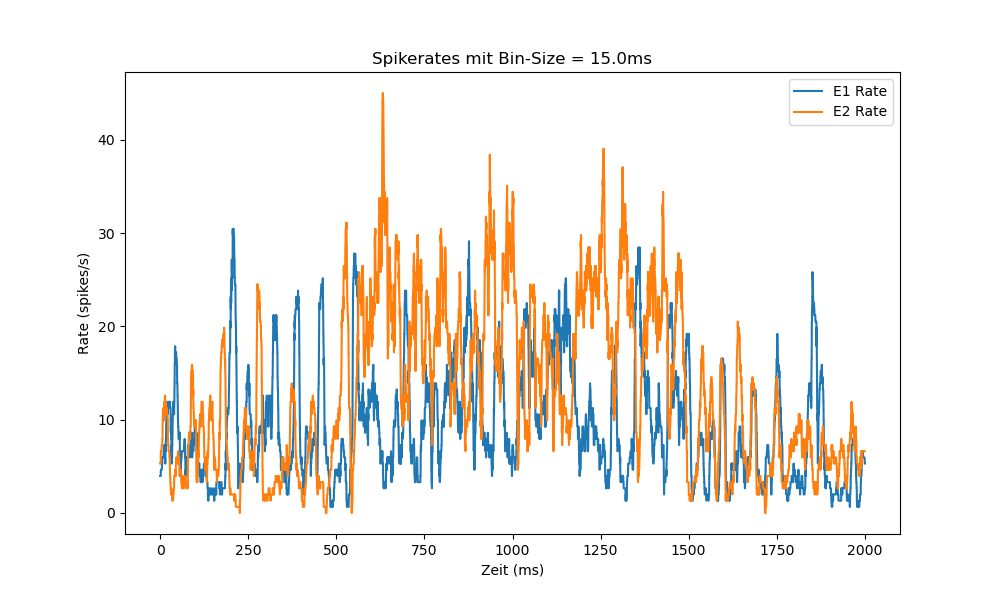 Spikerates mit Bin-Size = 15.0ms
E1 Rate
E2 Rate
40
30
20
10
0
Rate (spikes/s)
0 250 500 750 1000 1250 1500 1750 2000
Zeit (ms)